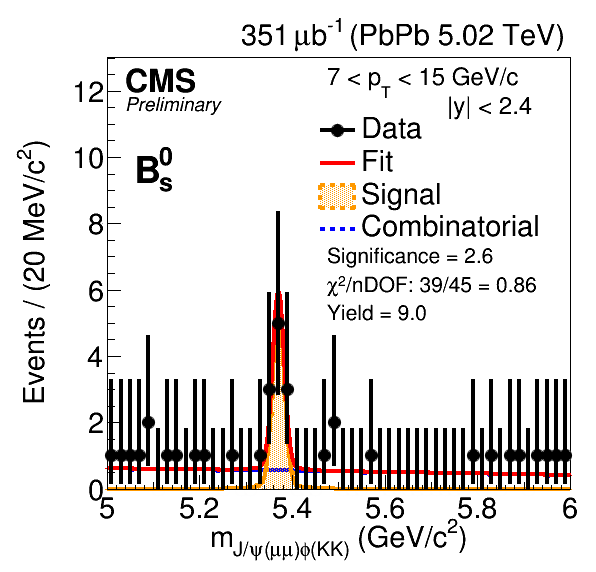 351 μb⁻¹ (PbPb 5.02 TeV)
CMS
Preliminary
7 < p_T < 15 GeV/c
|y| < 2.4
B⁰_s
Data
Fit
Signal
Combinatorial
Significance = 2.6
χ²/nDOF: 39/45 = 0.86
Yield = 9.0
Events / (20 MeV/c²)
12
10
8
6
4
2
0
5 5.2 5.4 5.6 5.8 6
m_J/ψ(μμ)ϕ(KK) (GeV/c²)